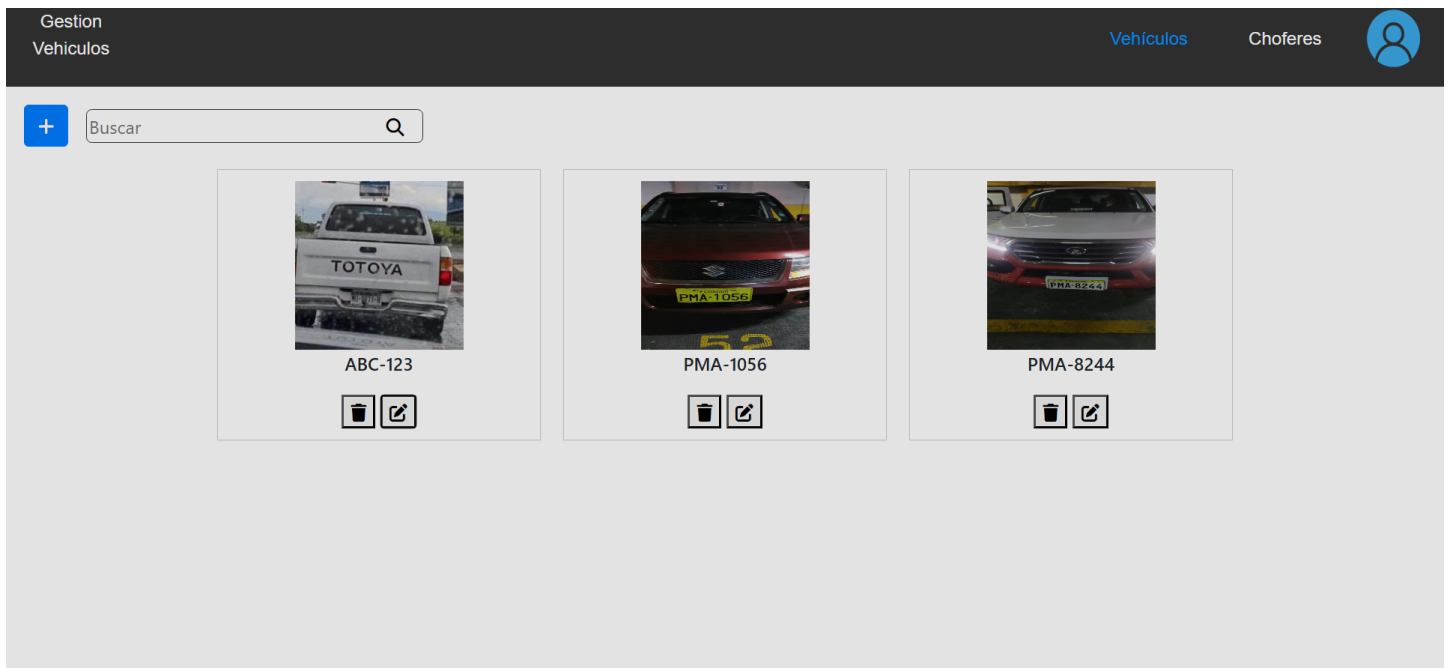 Gestion
Vehiculos
Vehículos
Choferes
Buscar
TOTOYA
PMA-1056
52
PMA-8244
ABC-123
PMA-1056
PMA-8244